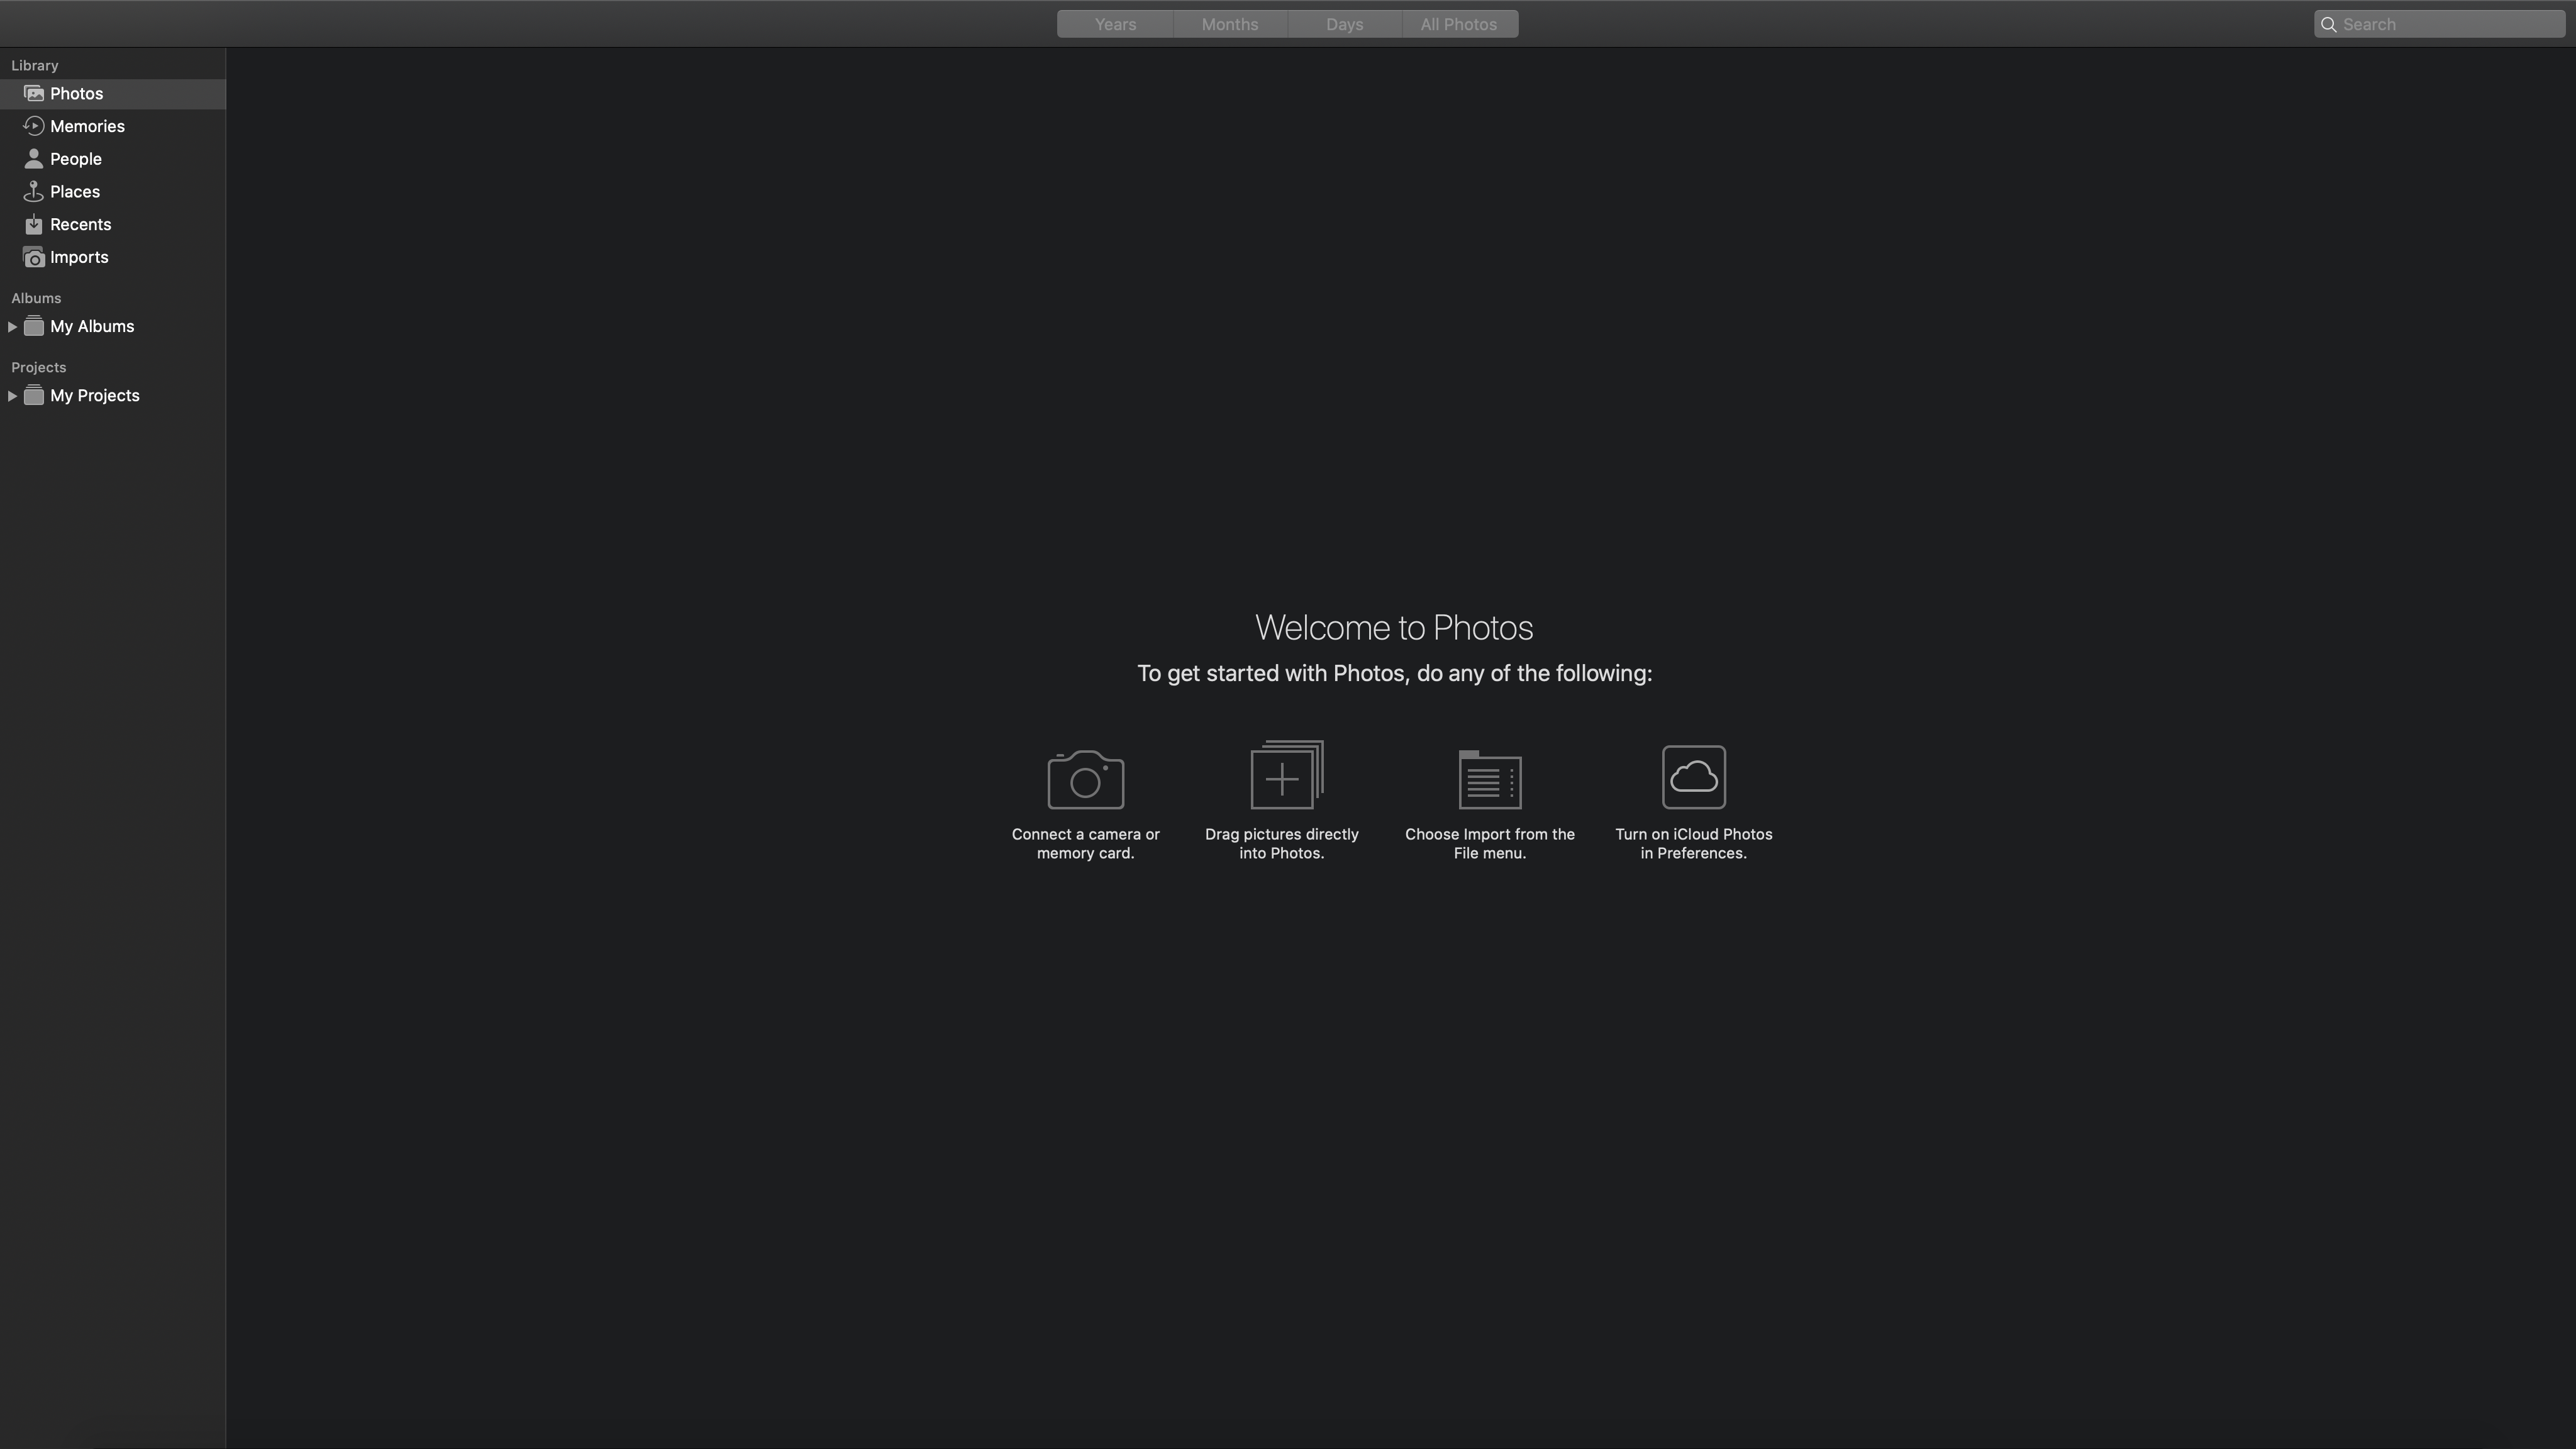 Years
Months
Days
All Photos
Search
Library
Photos
Memories
People
Places
Recents
Imports
Albums
My Albums
Projects
My Projects
Welcome to Photos
To get started with Photos, do any of the following:
Connect a camera or
memory card.
Drag pictures directly
into Photos.
Choose Import from the
File menu.
Turn on iCloud Photos
in Preferences.